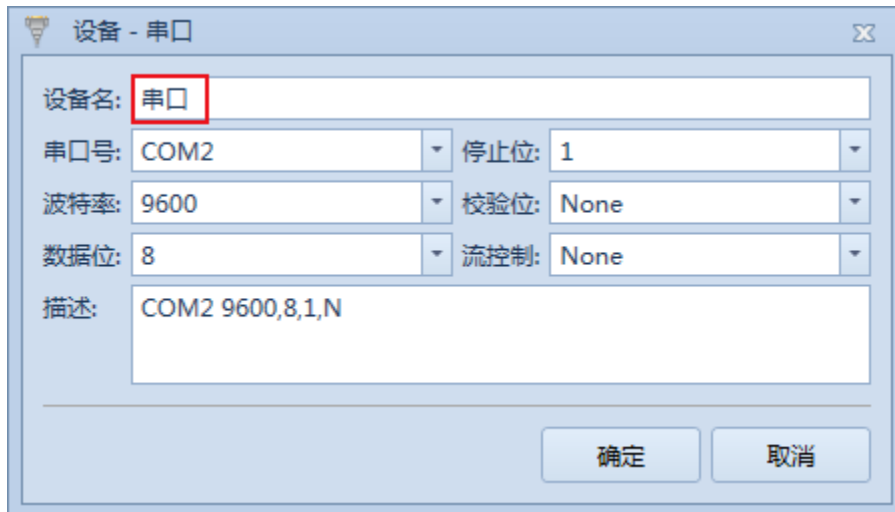 设备 - 串口
设备名: 串口
串口号: COM2 停止位: 1
波特率: 9600 校验位: None
数据位: 8 流控制: None
描述: COM2 9600,8,1,N
确定 取消